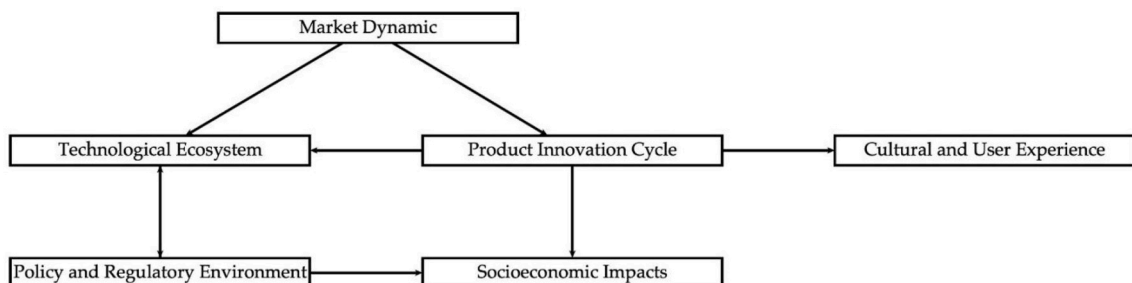 Market Dynamic
Technological Ecosystem
Product Innovation Cycle
Cultural and User Experience
Policy and Regulatory Environment
Socioeconomic Impacts